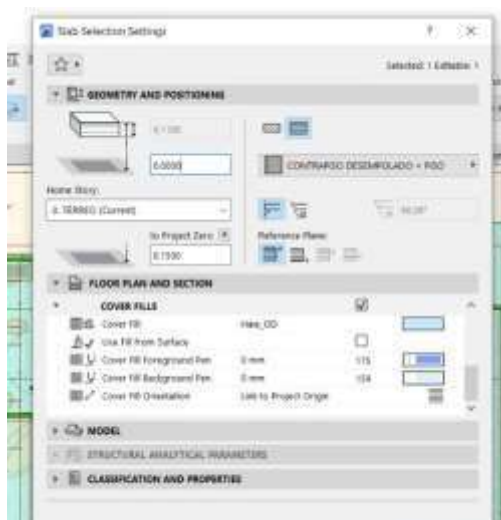 Slab Selection Settings
?
Selected: 1 Editable: 1
GEOMETRY AND POSITIONING
0.0000
CONTRAPISO DESEMPOLADO + PISO
Home Story:
0. TERREO (Current)
to Project Zero
0.1500
Reference Plane:
FLOOR PLAN AND SECTION
COVER FILLS
Cover Fill
Use Fill from Surface
Cover Fill Foreground Pen
0 mm
115
Cover Fill Background Pen
0 mm
Cover Fill Orientation
Link to Project Origin
MODEL
STRUCTURAL ANALYTICAL PARAMETERS
CLASSIFICATION AND PROPERTIES